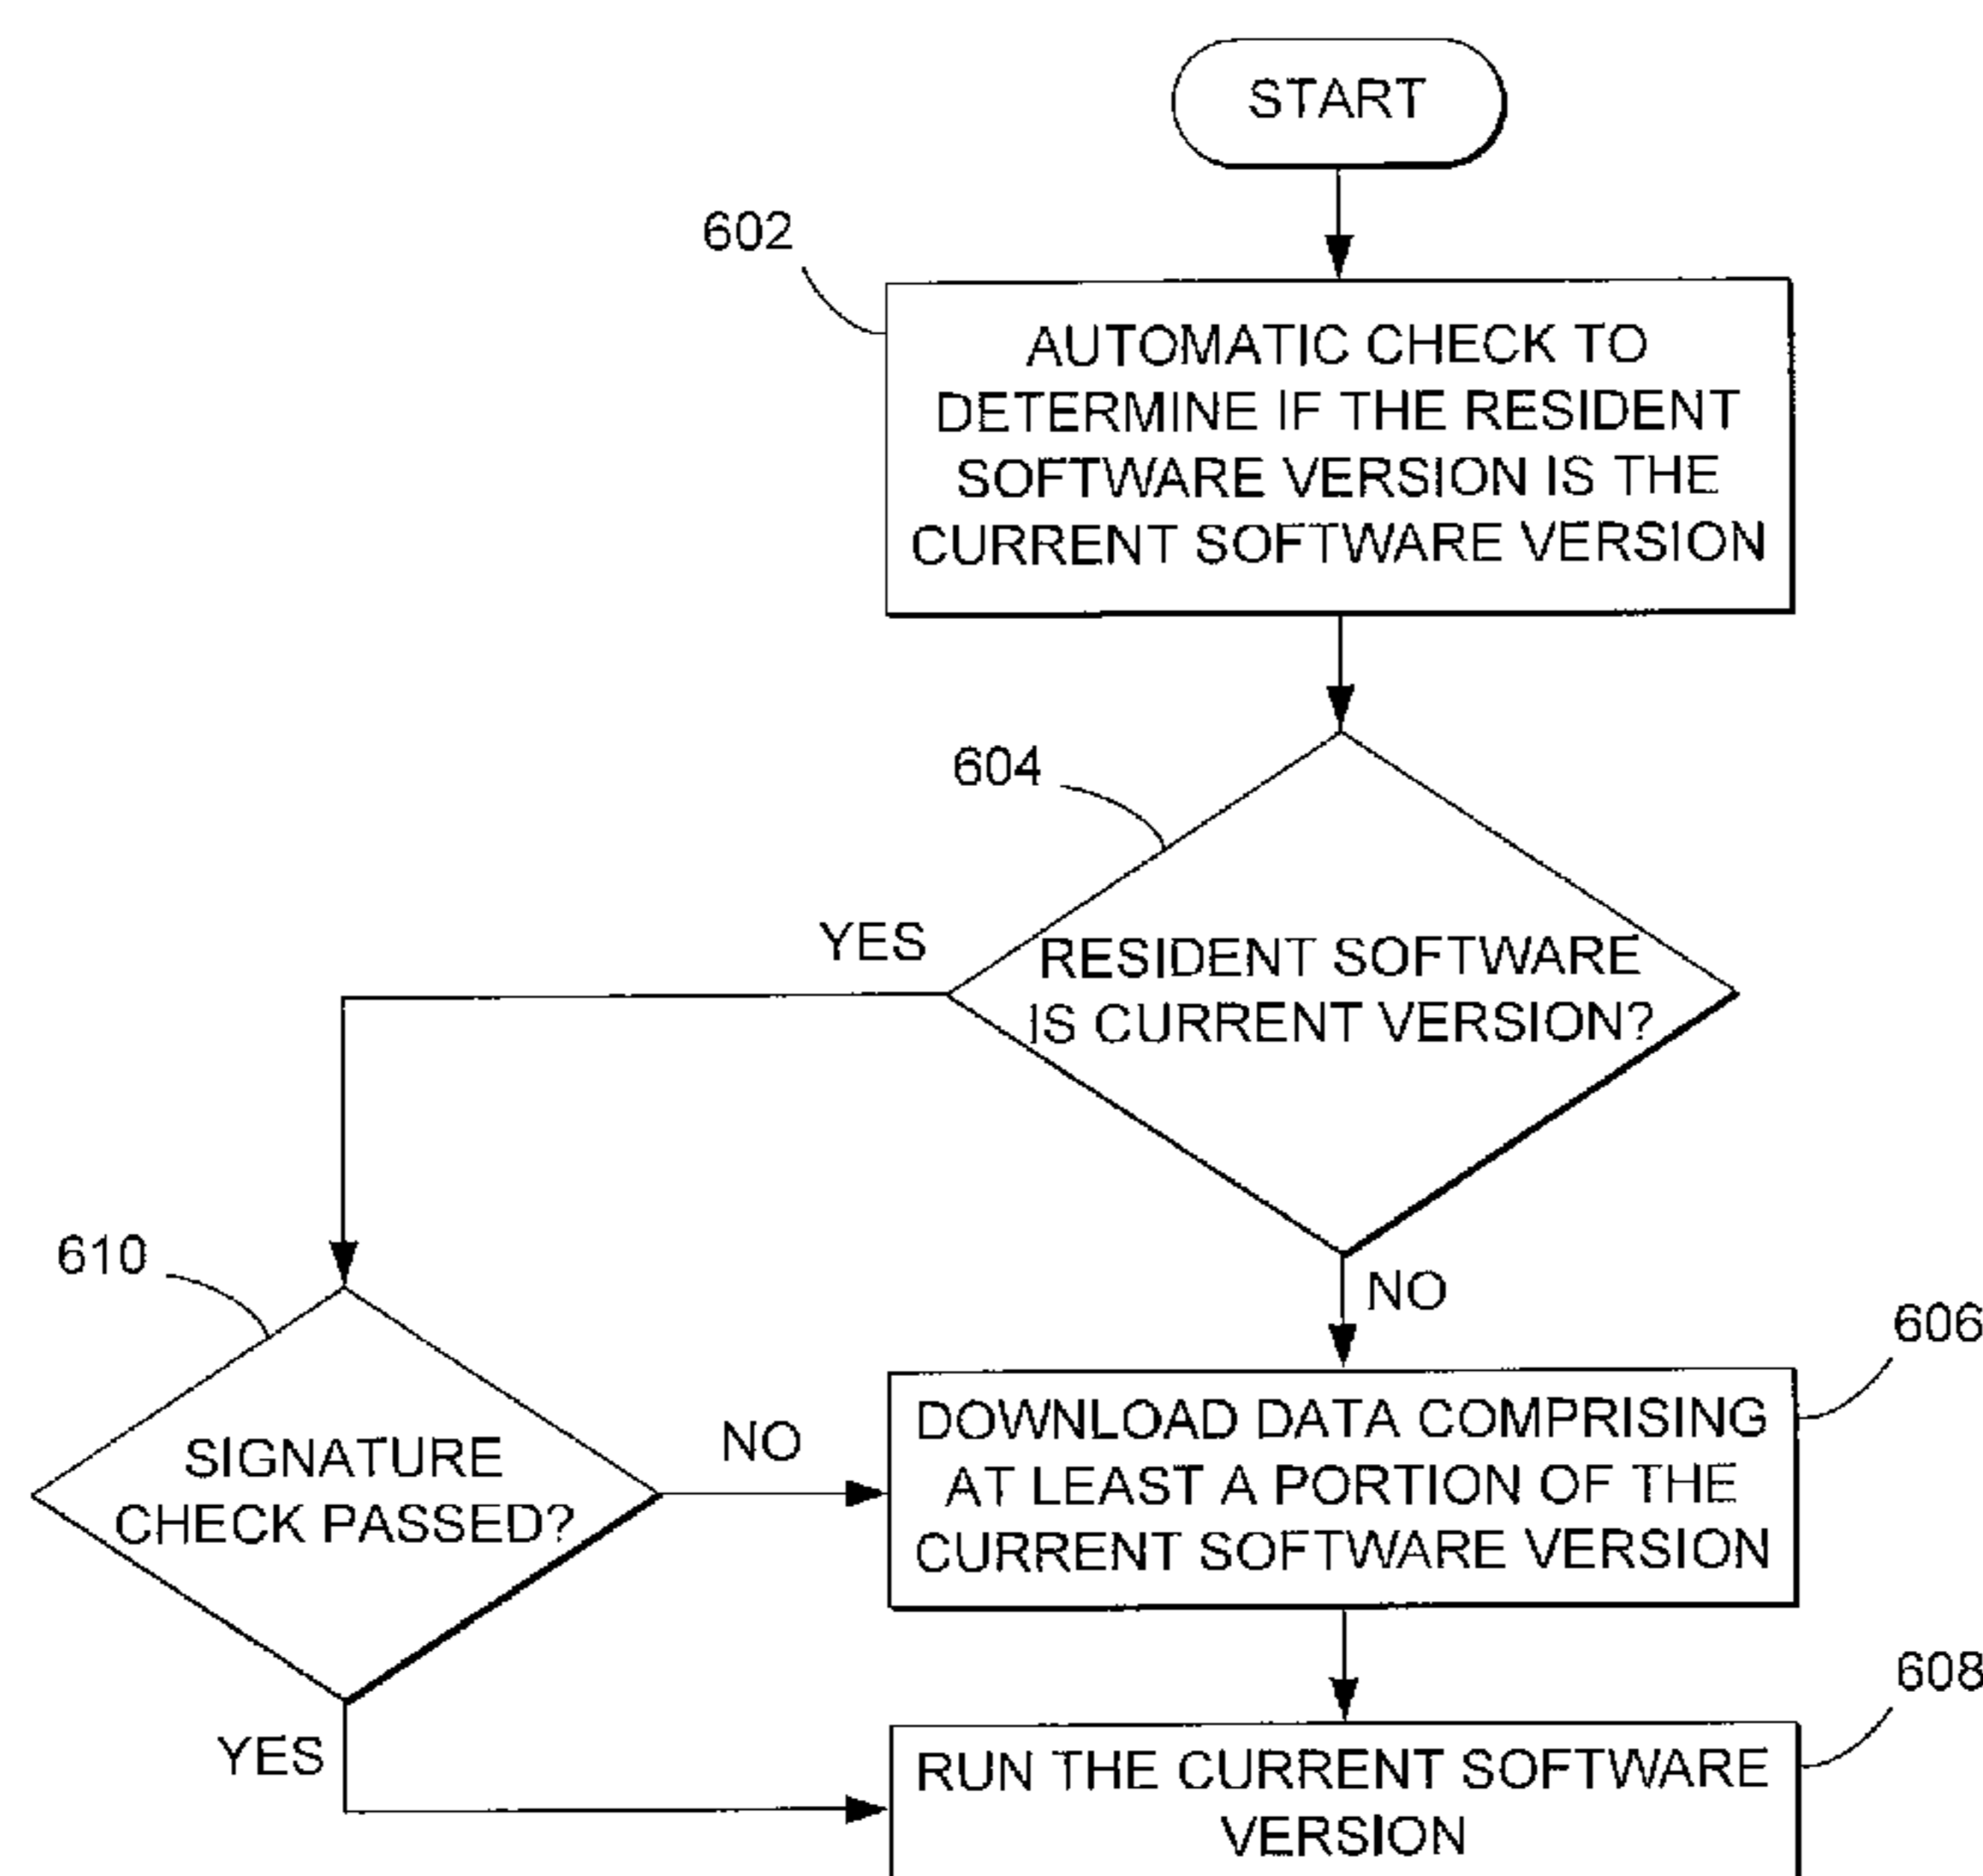 START
602
AUTOMATIC CHECK TO
DETERMINE IF THE RESIDENT
SOFTWARE VERSION IS THE
CURRENT SOFTWARE VERSION
604
YES
RESIDENT SOFTWARE
IS CURRENT VERSION?
610
NO
606
SIGNATURE
CHECK PASSED?
NO
DOWNLOAD DATA COMPRISING
AT LEAST A PORTION OF THE
CURRENT SOFTWARE VERSION
608
YES
RUN THE CURRENT SOFTWARE
VERSION